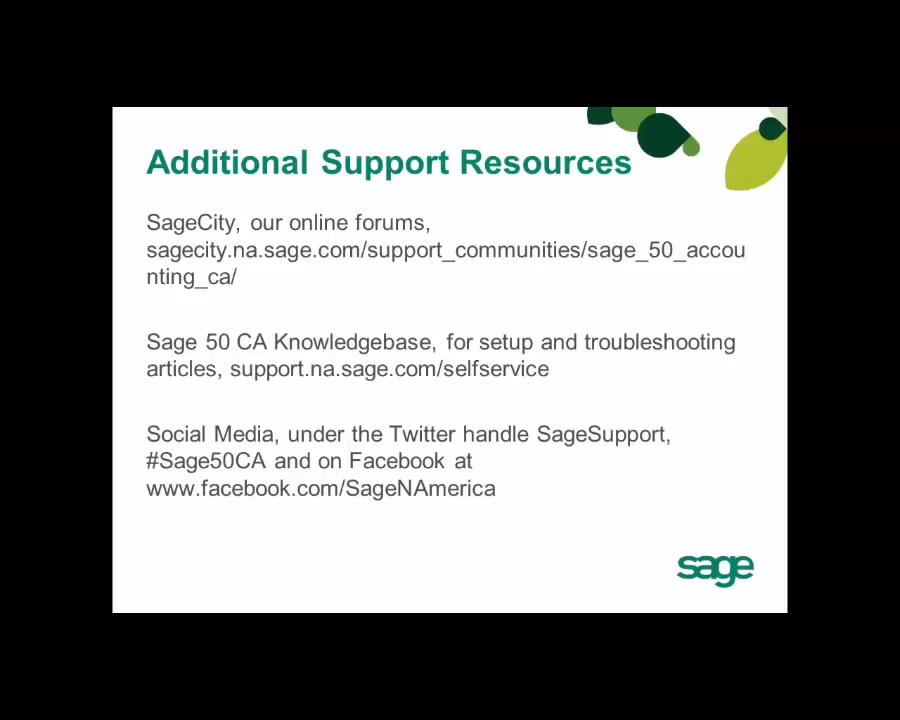 Additional Support Resources
SageCity, our online forums,
sagecity.na.sage.com/support_communities/sage_50_accou
nting_ca/
Sage 50 CA Knowledgebase, for setup and troubleshooting
articles, support.na.sage.com/selfservice
Social Media, under the Twitter handle SageSupport,
#Sage50CA and on Facebook at
www.facebook.com/SageNAmerica
sage